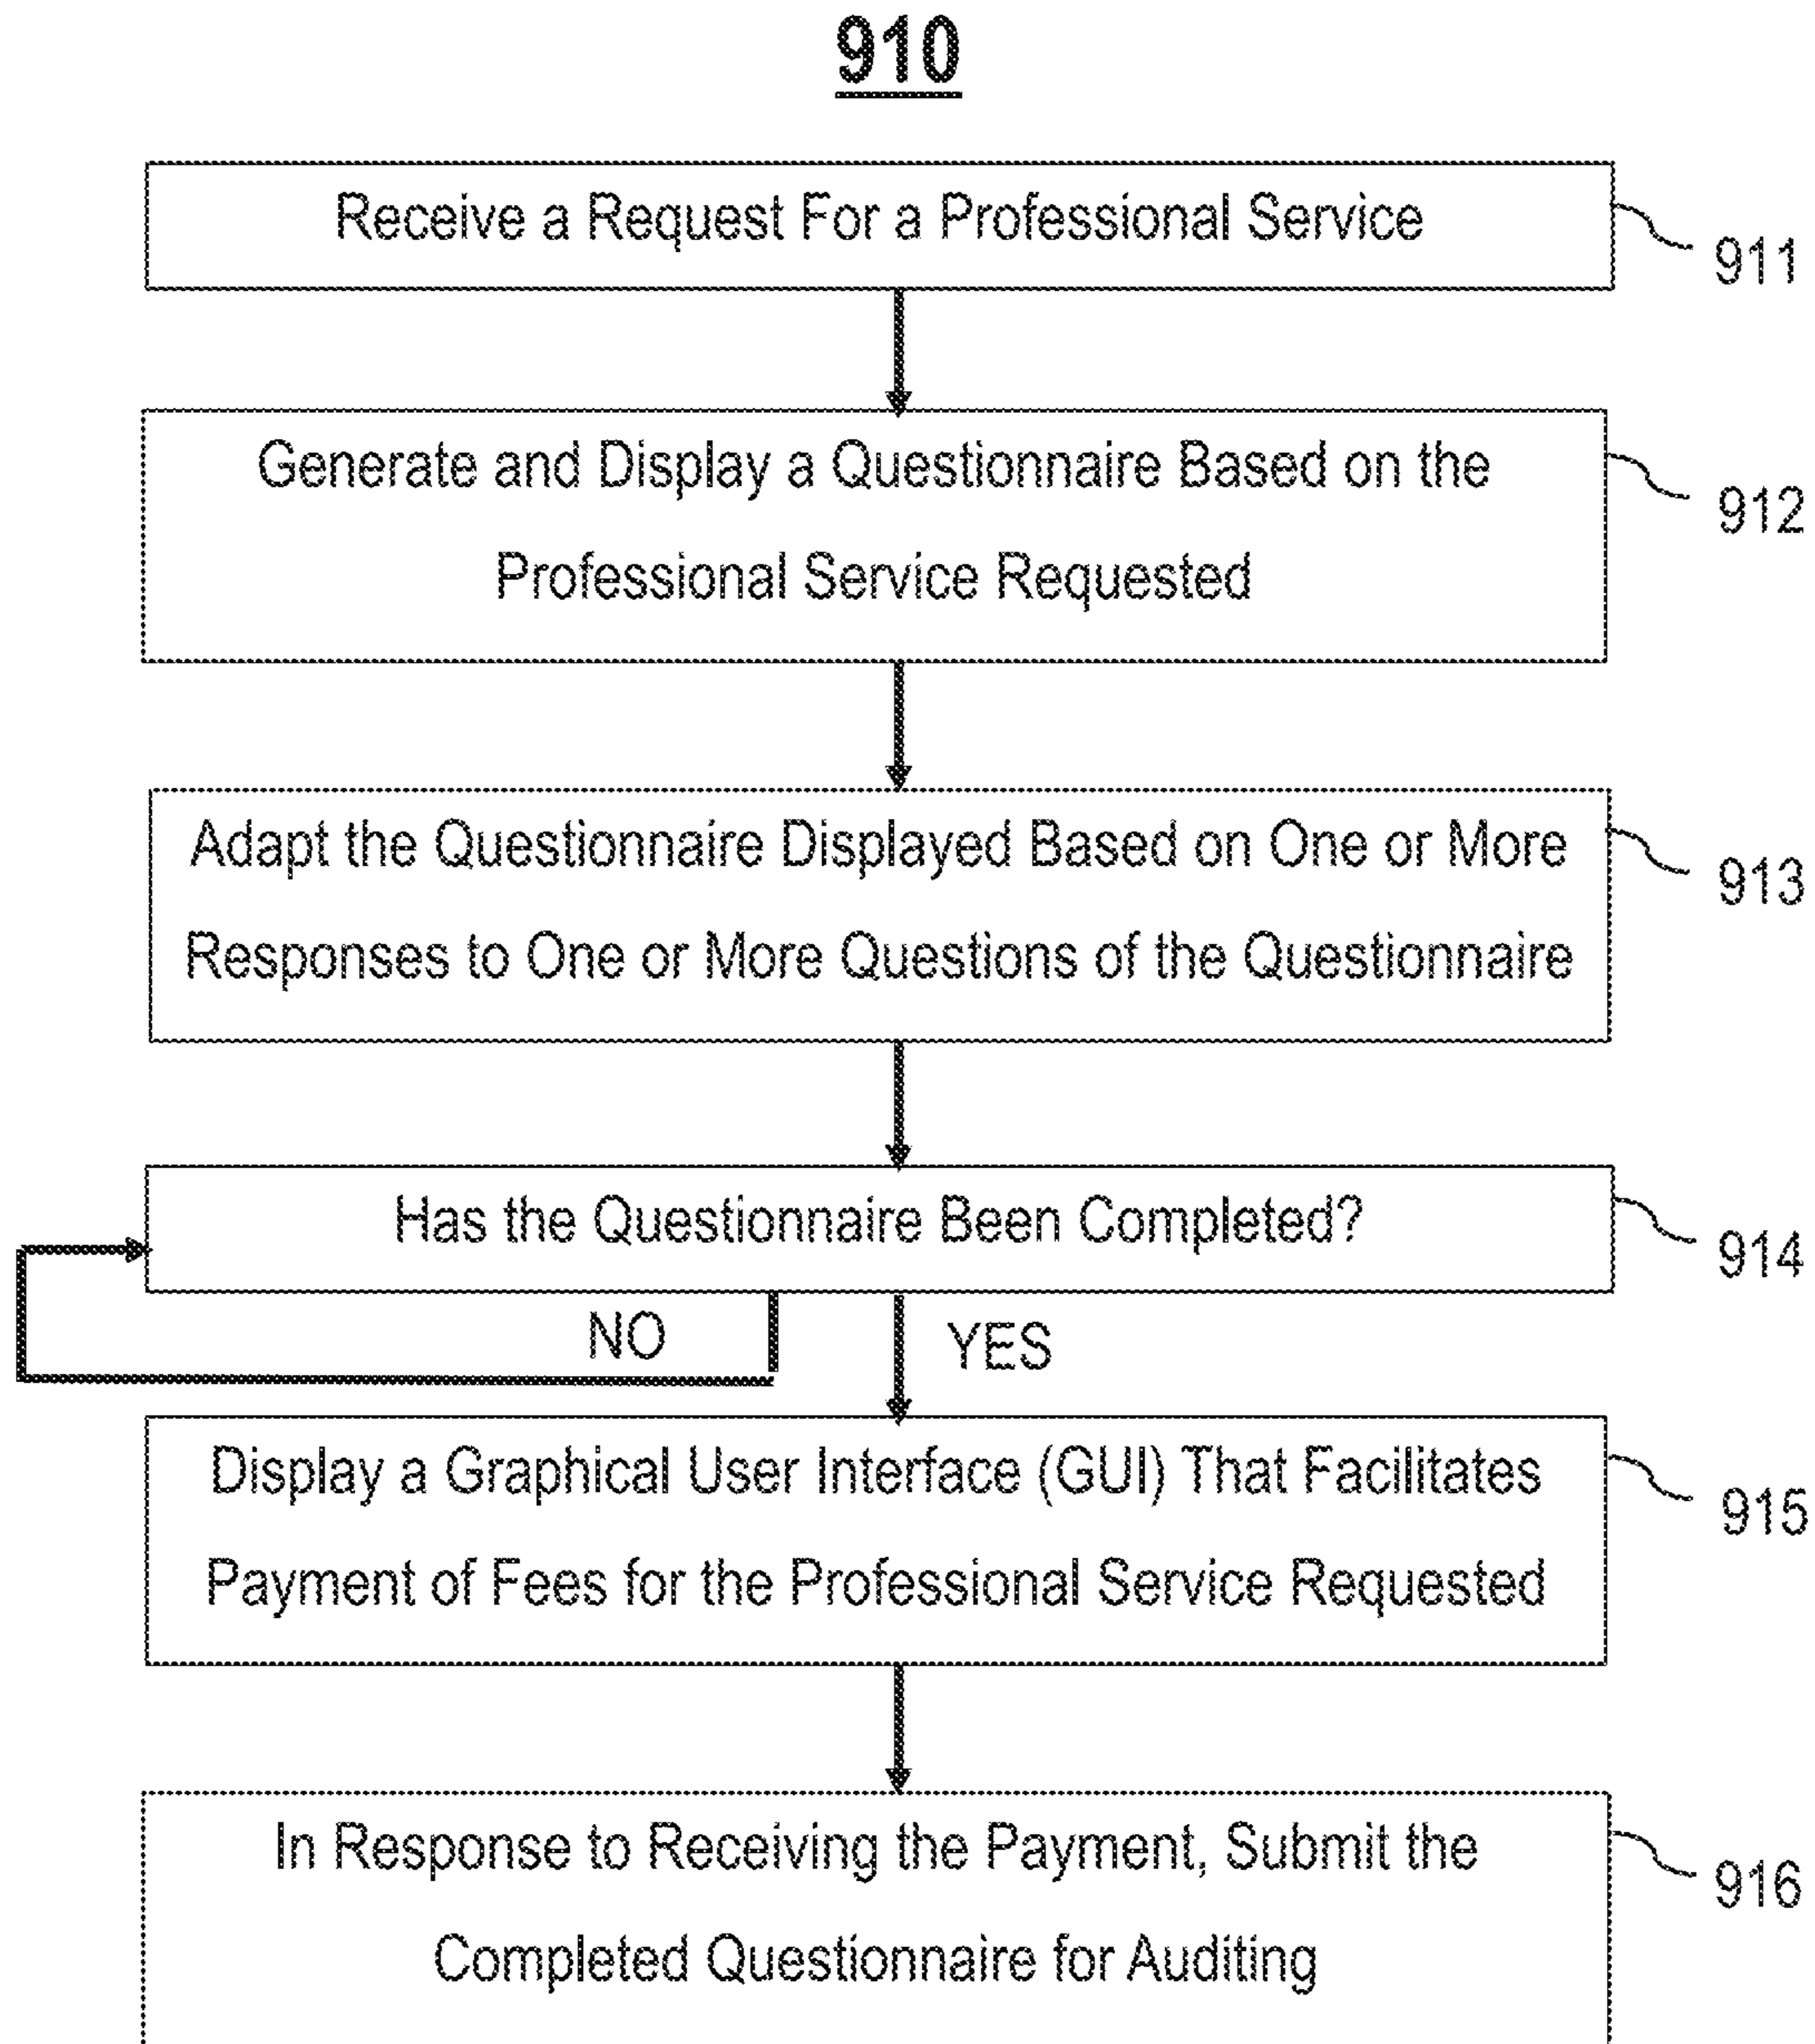 910
Receive a Request For a Professional Service
911
Generate and Display a Questionnaire Based on the
912
Professional Service Requested
Adapt the Questionnaire Displayed Based on One or More
913
Responses to One or More Questions of the Questionnaire
Has the Questionnaire Been Completed?
914
NO
YES
Display a Graphical User Interface (GUI) That Facilitates
915
Payment of Fees for the Professional Service Requested
In Response to Receiving the Payment, Submit the
916
Completed Questionnaire for Auditing